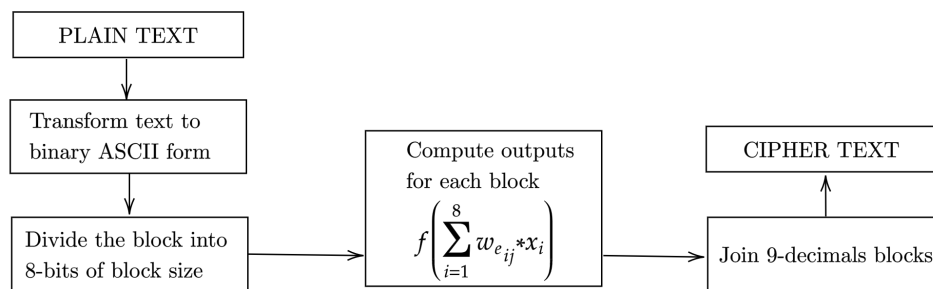 PLAIN TEXT
Transform text to
binary ASCII form
Divide the block into
8-bits of block size
Compute outputs
for each block
f(∑_{i=1}^{8} w_{e_{ij}}*x_i)
CIPHER TEXT
Join 9-decimals blocks